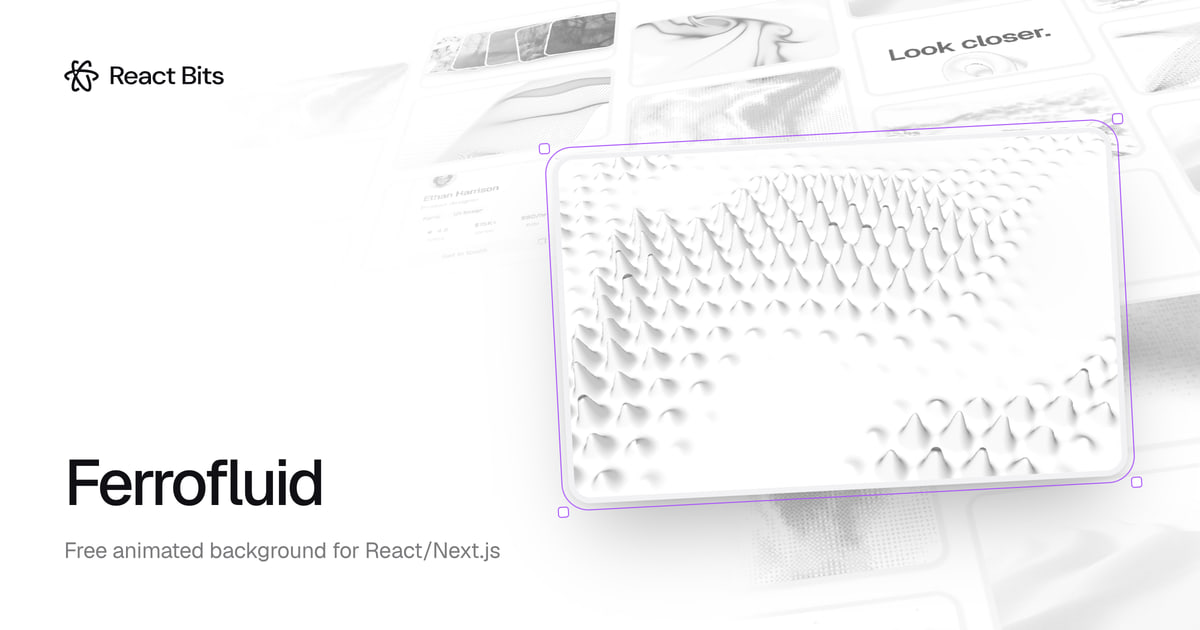 React Bits
Look closer.
Ethan Harrison
Ferrofluid
Free animated background for React/Next.js